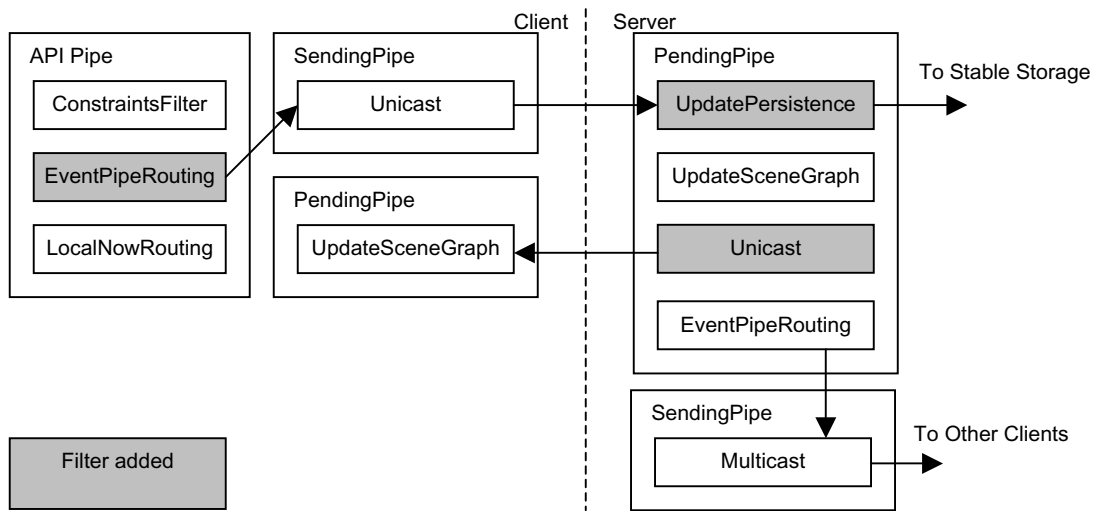 Client
Server
API Pipe
ConstraintsFilter
EventPipeRouting
LocalNowRouting
SendingPipe
Unicast
PendingPipe
UpdateSceneGraph
PendingPipe
UpdatePersistence
UpdateSceneGraph
Unicast
EventPipeRouting
To Stable Storage
SendingPipe
Multicast
To Other Clients
Filter added